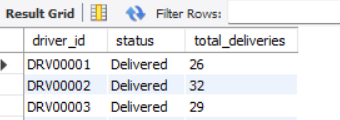 Result Grid Filter Rows:
driver_id status total_deliveries
DRV00001 Delivered 26
DRV00002 Delivered 32
DRV00003 Delivered 29